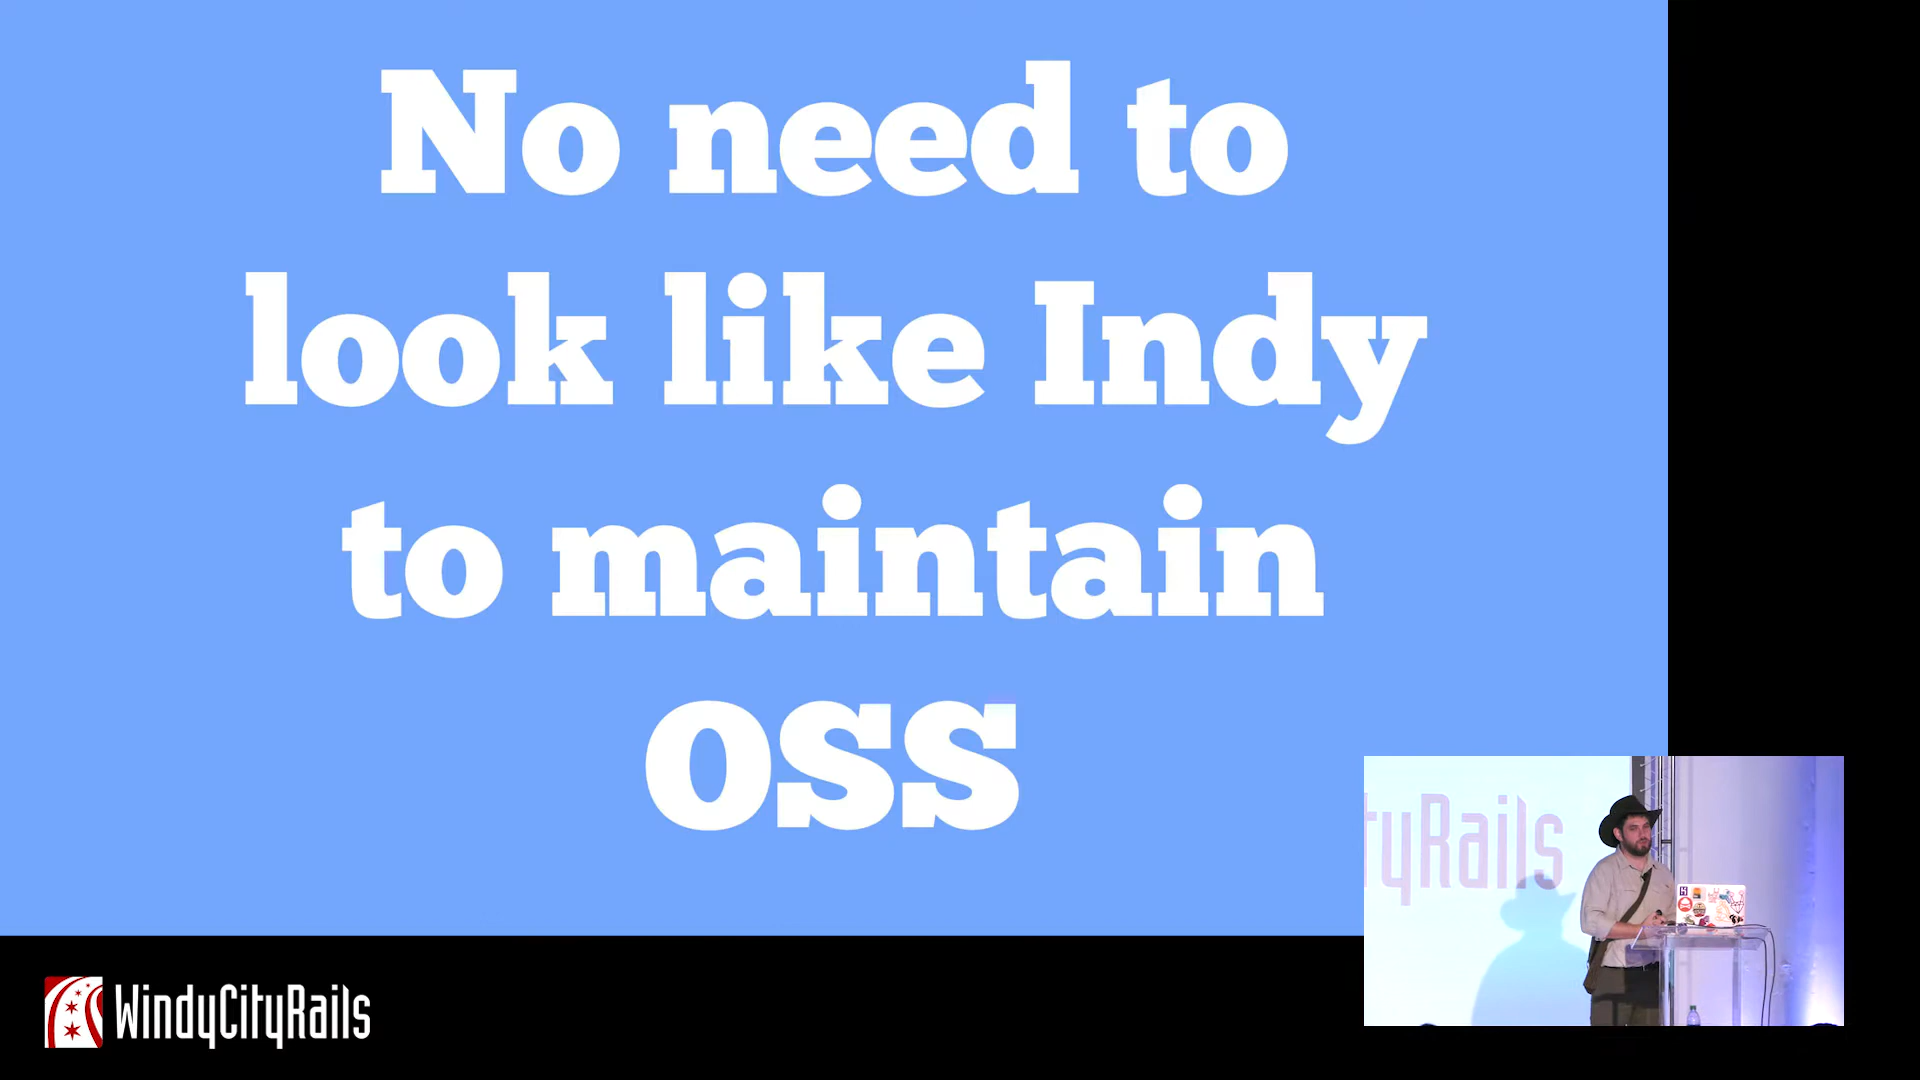 No need to
look like Indy
to maintain
OSS
tyRails
WindyCityRails